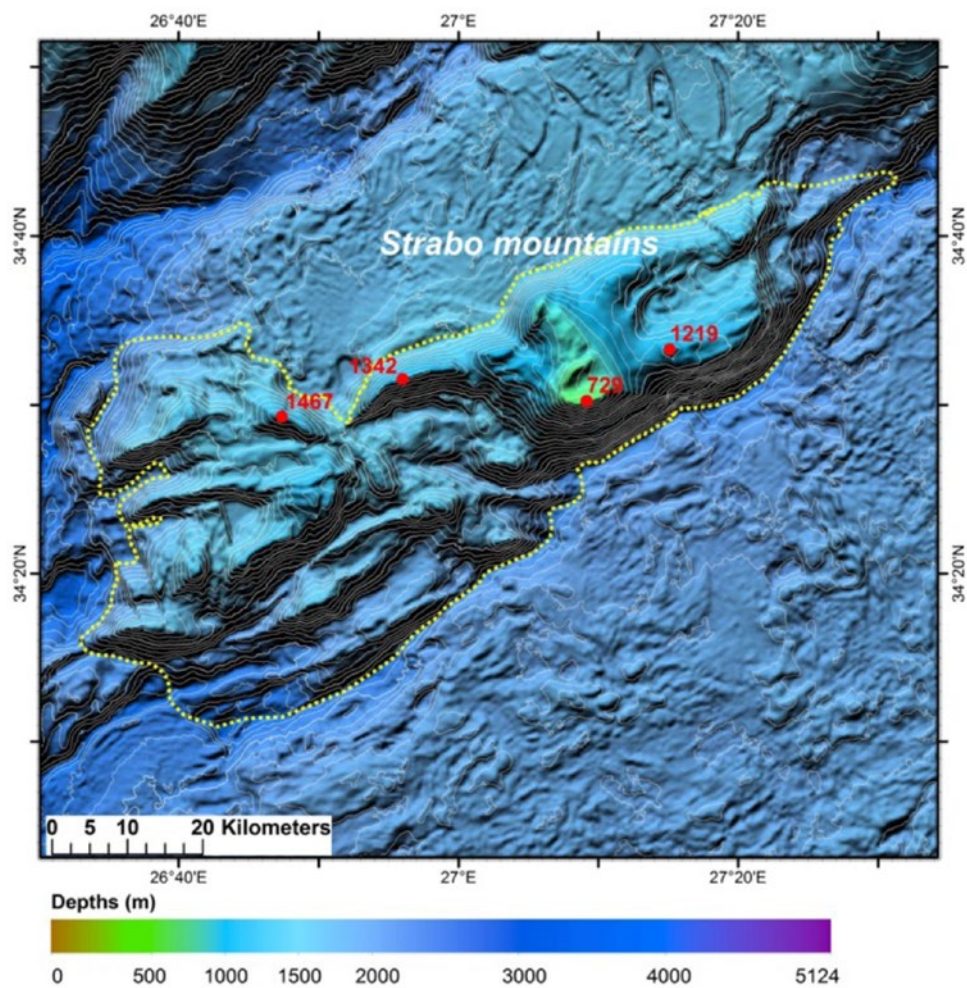 26°40'E 27°E 27°20'E
34°40'N 34°40'N
Strabo mountains
1219
1342
729
1467
34°20'N 34°20'N
0 5 10 20 Kilometers
26°40'E 27°E 27°20'E
Depths (m)
0 500 1000 1500 2000 3000 4000 5124